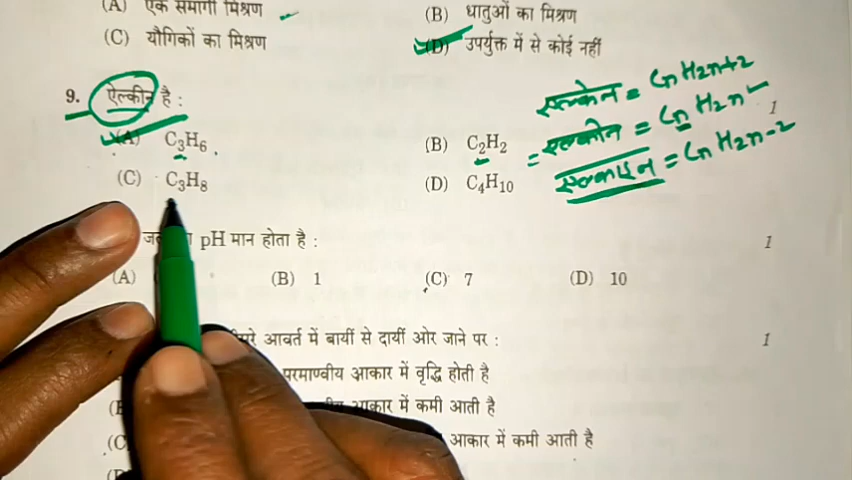 (A) एक समांगी मिश्रण
(B) धातुओं का मिश्रण
(C) यौगिकों का मिश्रण
(D) उपर्युक्त में से कोई नहीं
9. ऐल्कीन है :
1
(A) C₃H₆
(B) C₂H₂
(C) C₃H₈
(D) C₄H₁₀
एल्केन = CnH2n+2
= एल्कीन = CnH2n
एल्काइन = CnH2n-2
pH मान होता है :
1
(A)
(B) 1
(C) 7
(D) 10
आवर्त में बायीं से दायीं ओर जाने पर :
1
परमाण्वीय आकार में वृद्धि होती है
आकार में कमी आती है
(C
आकार में कमी आती है